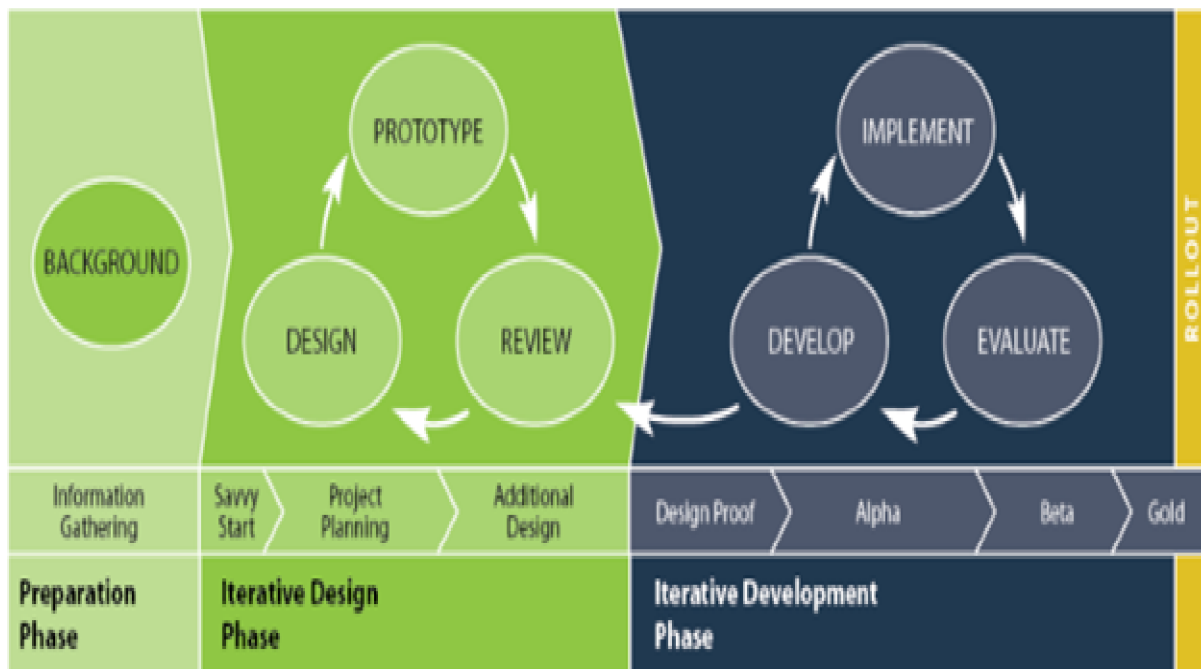 PROTOTYPE
IMPLEMENT
BACKGROUND
DESIGN
REVIEW
DEVELOP
EVALUATE
ROLLOUT
Information
Gathering
Savvy
Start
Project
Planning
Additional
Design
Design Proof
Alpha
Beta
Gold
Preparation
Phase
Iterative Design
Phase
Iterative Development
Phase